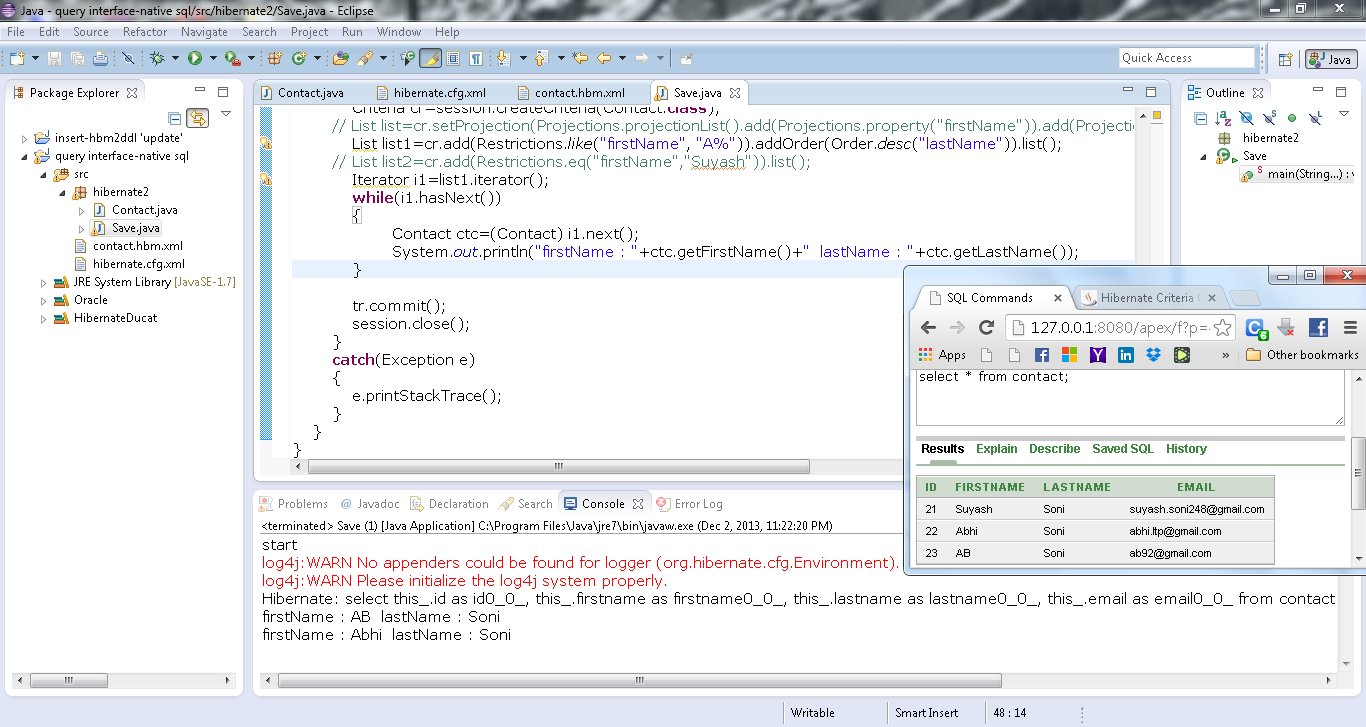 Java - query interface-native sql/src/hibernate2/Save.java - Eclipse
File Edit Source Refactor Navigate Search Project Run Window Help
Quick Access
Java
Package Explorer
insert-hbm2ddl 'update'
query interface-native sql
src
hibernate2
Contact.java
Save.java
contact.hbm.xml
hibernate.cfg.xml
JRE System Library [JavaSE-1.7]
Oracle
HibernateDucat
Contact.java hibernate.cfg.xml contact.hbm.xml Save.java
Criteria cr=session.createCriteria(Contact.class);
// List list=cr.setProjection(Projections.projectionList().add(Projections.property("firstName")).add(Projectio
List list1=cr.add(Restrictions.like("firstName", "A%")).addOrder(Order.desc("lastName")).list();
// List list2=cr.add(Restrictions.eq("firstName","Suyash")).list();
Iterator i1=list1.iterator();
while(i1.hasNext())
{
Contact ctc=(Contact) i1.next();
System.out.println("firstName : "+ctc.getFirstName()+"  lastName : "+ctc.getLastName());
}
tr.commit();
session.close();
}
catch(Exception e)
{
e.printStackTrace();
}
}
}
Outline
hibernate2
Save
main(String...) : v
SQL Commands Hibernate Criteria
127.0.0.1:8080/apex/f?p=
Apps Other bookmarks
select * from contact;
Results Explain Describe Saved SQL History
ID FIRSTNAME LASTNAME EMAIL
21 Suyash Soni suyash.soni248@gmail.com
22 Abhi Soni abhi.ltp@gmail.com
23 AB Soni ab92@gmail.com
Problems Javadoc Declaration Search Console Error Log
<terminated> Save (1) [Java Application] C:\Program Files\Java\jre7\bin\javaw.exe (Dec 2, 2013, 11:22:20 PM)
start
log4j:WARN No appenders could be found for logger (org.hibernate.cfg.Environment).
log4j:WARN Please initialize the log4j system properly.
Hibernate: select this_.id as id0_0_, this_.firstname as firstname0_0_, this_.lastname as lastname0_0_, this_.email as email0_0_ from contact
firstName : AB  lastName : Soni
firstName : Abhi  lastName : Soni
Writable Smart Insert 48 : 14